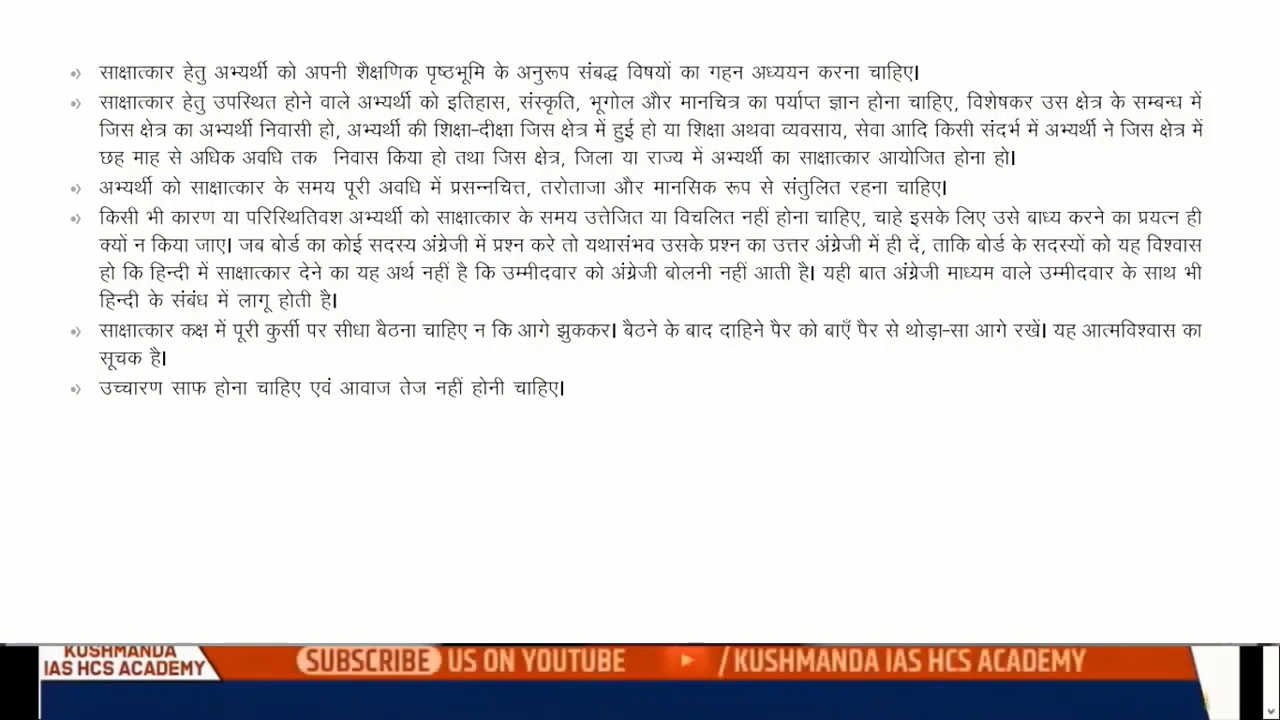 साक्षात्कार हेतु अभ्यर्थी को अपनी शैक्षणिक पृष्ठभूमि के अनुरूप संबद्ध विषयों का गहन अध्ययन करना चाहिए।
साक्षात्कार हेतु उपस्थित होने वाले अभ्यर्थी को इतिहास, संस्कृति, भूगोल और मानचित्र का पर्याप्त ज्ञान होना चाहिए, विशेषकर उस क्षेत्र के सम्बन्ध में
जिस क्षेत्र का अभ्यर्थी निवासी हो, अभ्यर्थी की शिक्षा-दीक्षा जिस क्षेत्र में हुई हो या शिक्षा अथवा व्यवसाय, सेवा आदि किसी संदर्भ में अभ्यर्थी ने जिस क्षेत्र में
छह माह से अधिक अवधि तक निवास किया हो तथा जिस क्षेत्र, जिला या राज्य में अभ्यर्थी का साक्षात्कार आयोजित होना हो।
अभ्यर्थी को साक्षात्कार के समय पूरी अवधि में प्रसन्नचित्त, तरोताजा और मानसिक रूप से संतुलित रहना चाहिए।
किसी भी कारण या परिस्थितिवश अभ्यर्थी को साक्षात्कार के समय उत्तेजित या विचलित नहीं होना चाहिए, चाहे इसके लिए उसे बाध्य करने का प्रयत्न ही
क्यों न किया जाए। जब बोर्ड का कोई सदस्य अंग्रेजी में प्रश्न करे तो यथासंभव उसके प्रश्न का उत्तर अंग्रेजी में ही दें, ताकि बोर्ड के सदस्यों को यह विश्वास
हो कि हिन्दी में साक्षात्कार देने का यह अर्थ नहीं है कि उम्मीदवार को अंग्रेजी बोलनी नहीं आती है। यही बात अंग्रेजी माध्यम वाले उम्मीदवार के साथ भी
हिन्दी के संबंध में लागू होती है।
साक्षात्कार कक्ष में पूरी कुर्सी पर सीधा बैठना चाहिए न कि आगे झुककर। बैठने के बाद दाहिने पैर को बाएँ पैर से थोड़ा-सा आगे रखें। यह आत्मविश्वास का
सूचक है।
उच्चारण साफ होना चाहिए एवं आवाज तेज नहीं होनी चाहिए।
KUSHMANDA
IAS HCS ACADEMY
SUBSCRIBE US ON YOUTUBE /KUSHMANDA IAS HCS ACADEMY